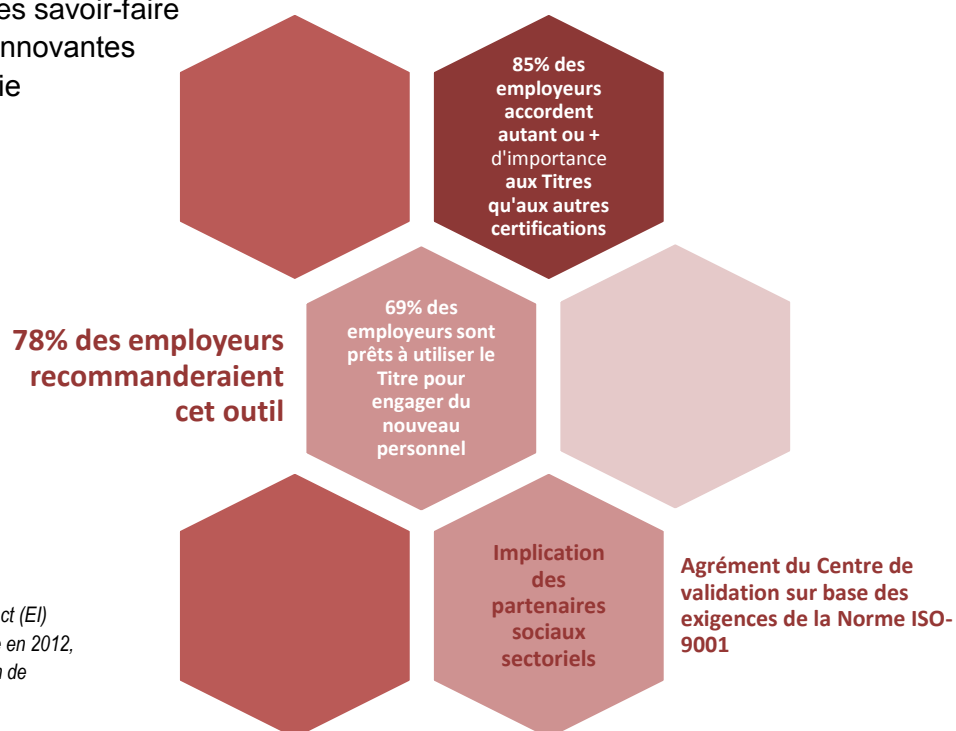 es savoir-faire
nnovantes
ie
85% des
employeurs
accordent
autant ou +
d'importance
aux Titres
qu'aux autres
certifications
69% des
employeurs sont
prêts à utiliser le
Titre pour
engager du
nouveau
personnel
78% des employeurs
recommanderaient
cet outil
Implication
des
partenaires
sociaux
sectoriels
Agrément du Centre de
validation sur base des
exigences de la Norme ISO-
9001
ct (EI)
e en 2012,
n de